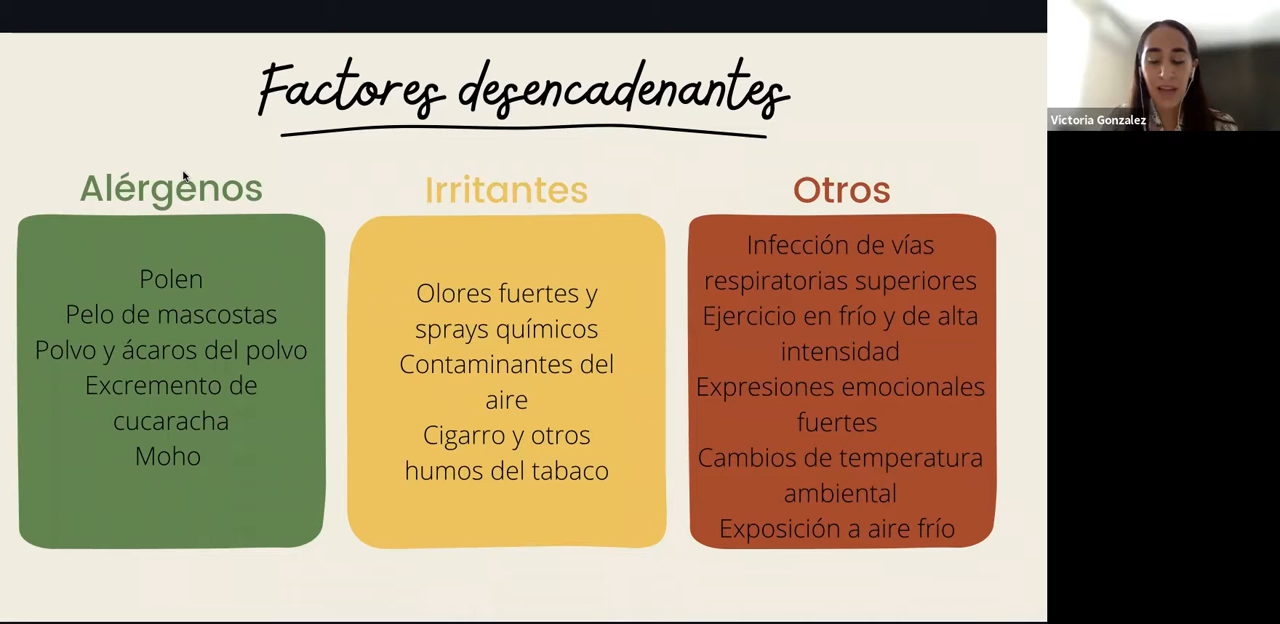 Factores desencadenantes
Alérgenos
Polen
Pelo de mascostas
Polvo y ácaros del polvo
Excremento de
cucaracha
Moho
Irritantes
Olores fuertes y
sprays químicos
Contaminantes del
aire
Cigarro y otros
humos del tabaco
Otros
Infección de vías
respiratorias superiores
Ejercicio en frío y de alta
intensidad
Expresiones emocionales
fuertes
Cambios de temperatura
ambiental
Exposición a aire frío
Victoria Gonzalez